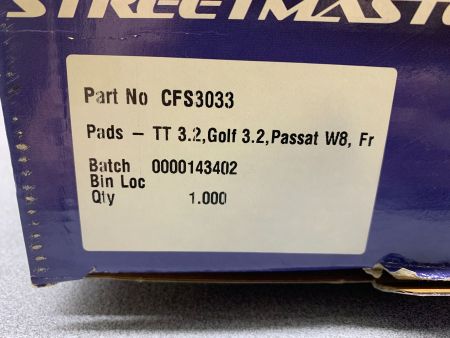 STREETMAST
Part No CFS3033
Pads – TT 3.2,Golf 3.2,Passat W8, Fr
Batch 0000143402
Bin Loc
Qty 1.000